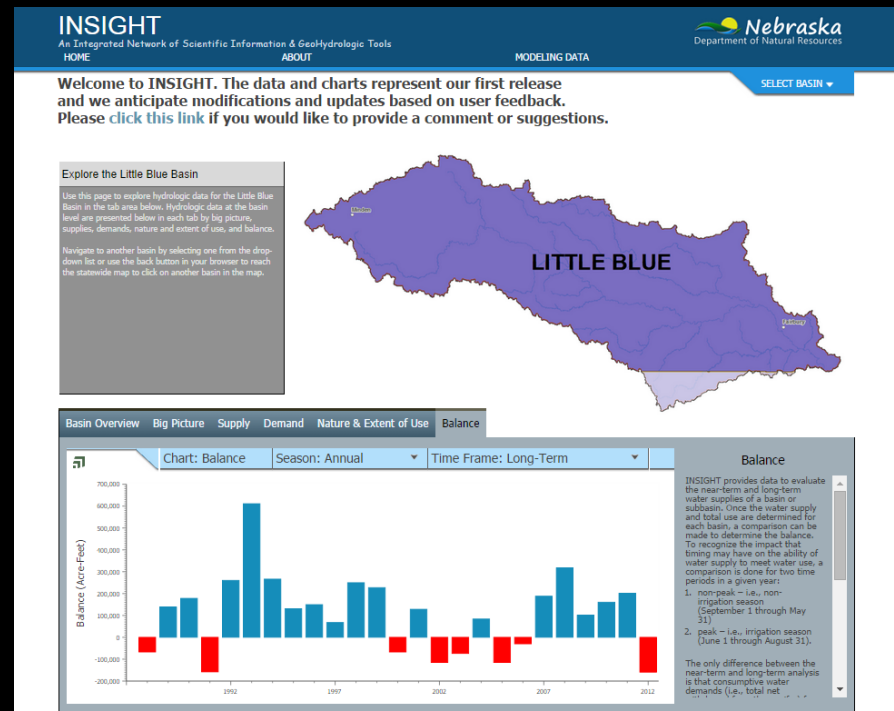 INSIGHT
An Integrated Network of Scientific Information & GeoHydrologic Tools
Nebraska
Department of Natural Resources
HOME
ABOUT
MODELING DATA
SELECT BASIN
Welcome to INSIGHT. The data and charts represent our first release
and we anticipate modifications and updates based on user feedback.
Please click this link if you would like to provide a comment or suggestions.
Explore the Little Blue Basin
Use this page to explore hydrologic data for the Little Blue
Basin in the tab area below. Hydrologic data at the basin
level are presented below in each tab by big picture,
supplies, demands, nature and extent of use, and balance.
Navigate to another basin by selecting one from the drop-
down list or use the back button in your browser to reach
the statewide map to click on another basin in the map.
LITTLE BLUE
Basin Overview
Big Picture
Supply
Demand
Nature & Extent of Use
Balance
Chart: Balance
Season: Annual
Time Frame: Long-Term
Balance (Acre-Feet)
700,000
600,000
500,000
400,000
300,000
200,000
100,000
0
-100,000
-200,000
1992
1997
2002
2007
2012
Balance
INSIGHT provides data to evaluate
the near-term and long-term
water supplies of a basin or
subbasin. Once the water supply
and total use are determined for
each basin, a comparison can be
made to determine the balance.
To recognize the impact that
timing may have on the ability of
water supply to meet water use, a
comparison is done for two time
periods in a given year:
1. non-peak – i.e., non-
irrigation season
(September 1 through May
31)
2. peak – i.e., irrigation season
(June 1 through August 31).
The only difference between the
near-term and long-term analysis
is that consumptive water
demands (i.e., total net